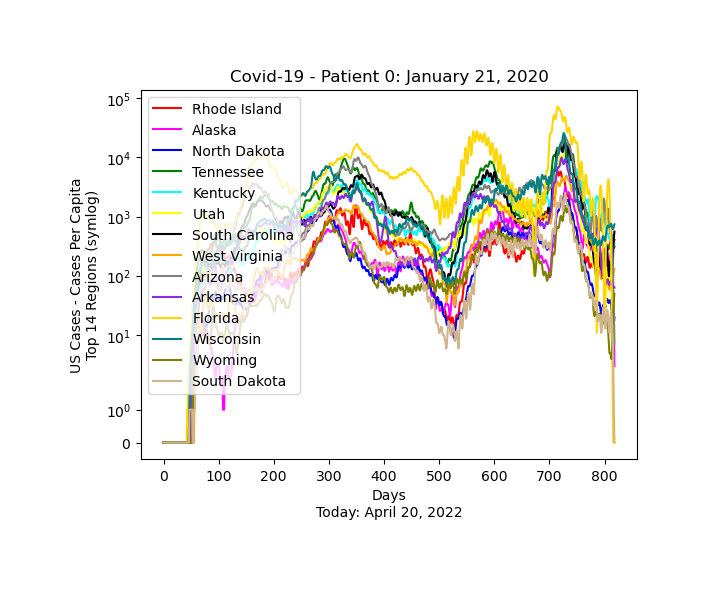 Covid-19 - Patient 0: January 21, 2020
US Cases - Cases Per Capita
Top 14 Regions (symlog)
10^5
10^4
10^3
10^2
10^1
10^0
0
Rhode Island
Alaska
North Dakota
Tennessee
Kentucky
Utah
South Carolina
West Virginia
Arizona
Arkansas
Florida
Wisconsin
Wyoming
South Dakota
0 100 200 300 400 500 600 700 800
Days
Today: April 20, 2022